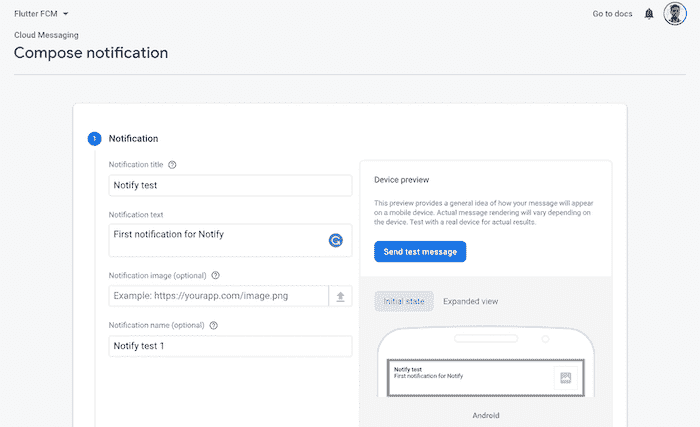 Flutter FCM
Go to docs
Cloud Messaging
Compose notification
1 Notification
Notification title
Notify test
Notification text
First notification for Notify
Notification image (optional)
Example: https://yourapp.com/image.png
Notification name (optional)
Notify test 1
Device preview
This preview provides a general idea of how your message will appear
on a mobile device. Actual message rendering will vary depending on
the device. Test with a real device for actual results.
Send test message
Initial state Expanded view
Notify test
First notification for Notify
Android